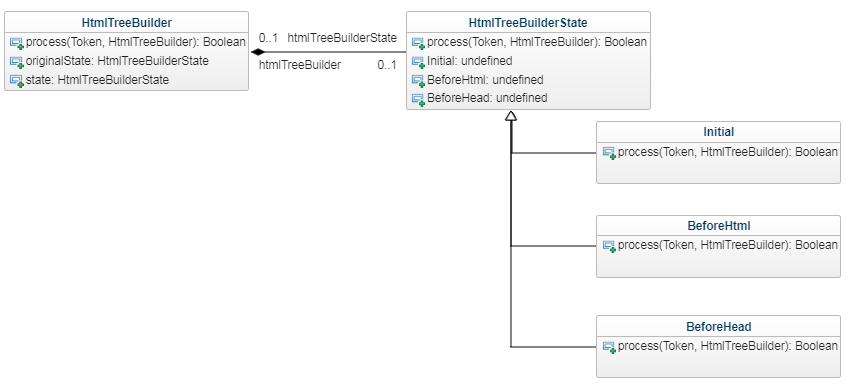 HtmlTreeBuilder
process(Token, HtmlTreeBuilder): Boolean
originalState: HtmlTreeBuilderState
state: HtmlTreeBuilderState
0..1 htmlTreeBuilderState
htmlTreeBuilder 0..1
HtmlTreeBuilderState
process(Token, HtmlTreeBuilder): Boolean
Initial: undefined
BeforeHtml: undefined
BeforeHead: undefined
Initial
process(Token, HtmlTreeBuilder): Boolean
BeforeHtml
process(Token, HtmlTreeBuilder): Boolean
BeforeHead
process(Token, HtmlTreeBuilder): Boolean